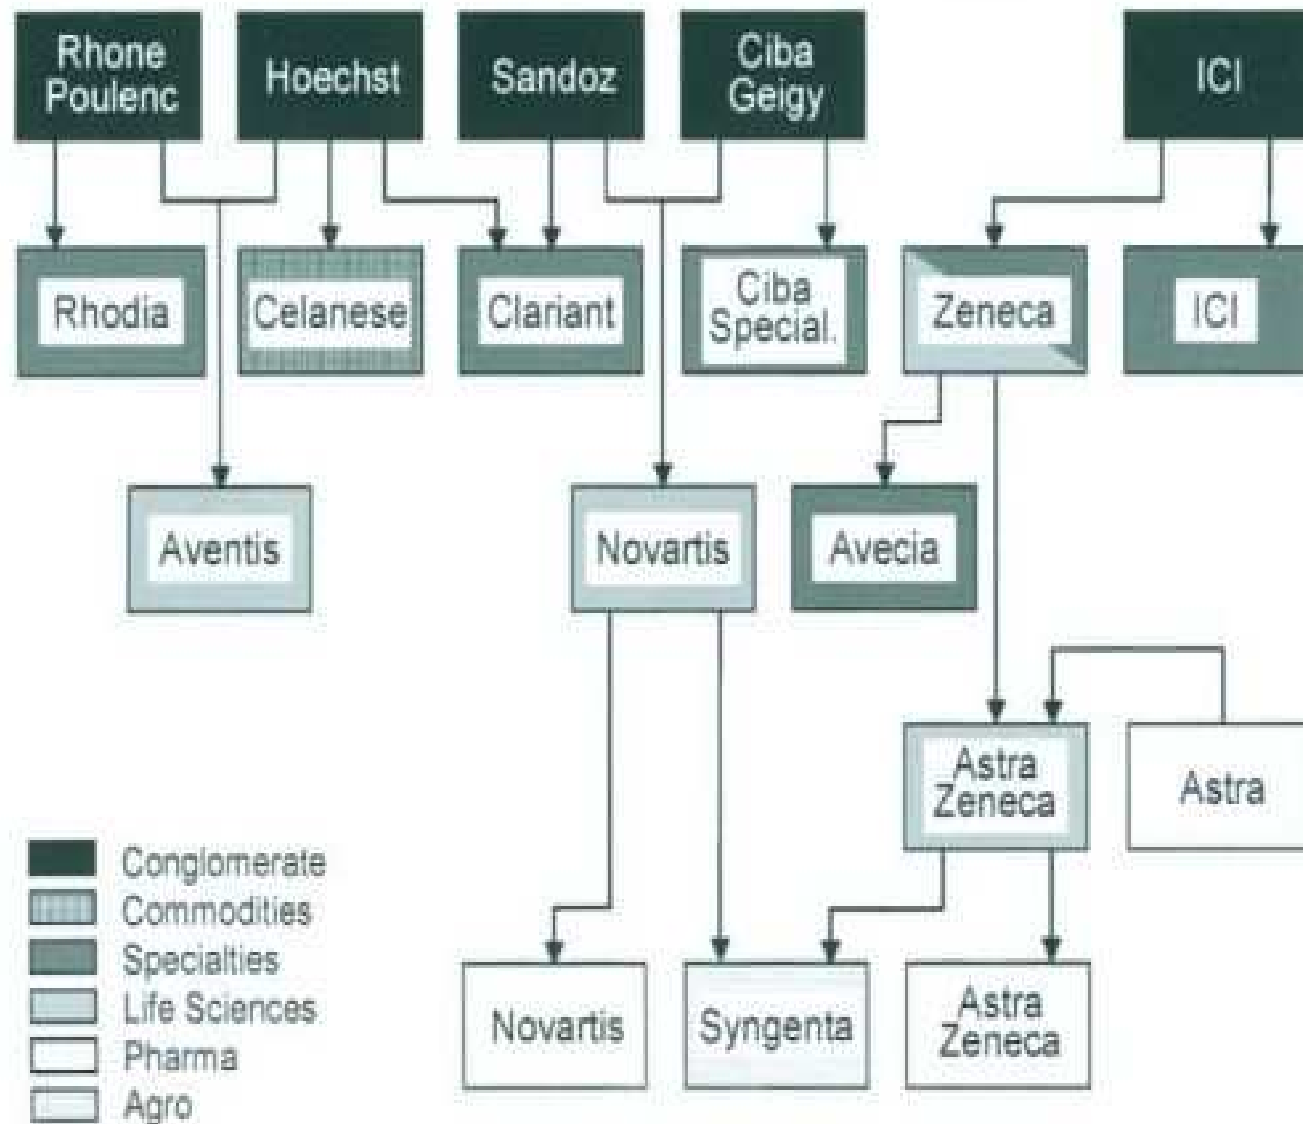 Rhone
Poulenc
Hoechst
Sandoz
Ciba
Geigy
ICI
Rhodia
Celanese
Clariant
Ciba
Special.
Zeneca
ICI
Aventis
Novartis
Avecia
Astra
Zeneca
Astra
Conglomerate
Commodities
Specialties
Life Sciences
Pharma
Agro
Novartis
Syngenta
Astra
Zeneca